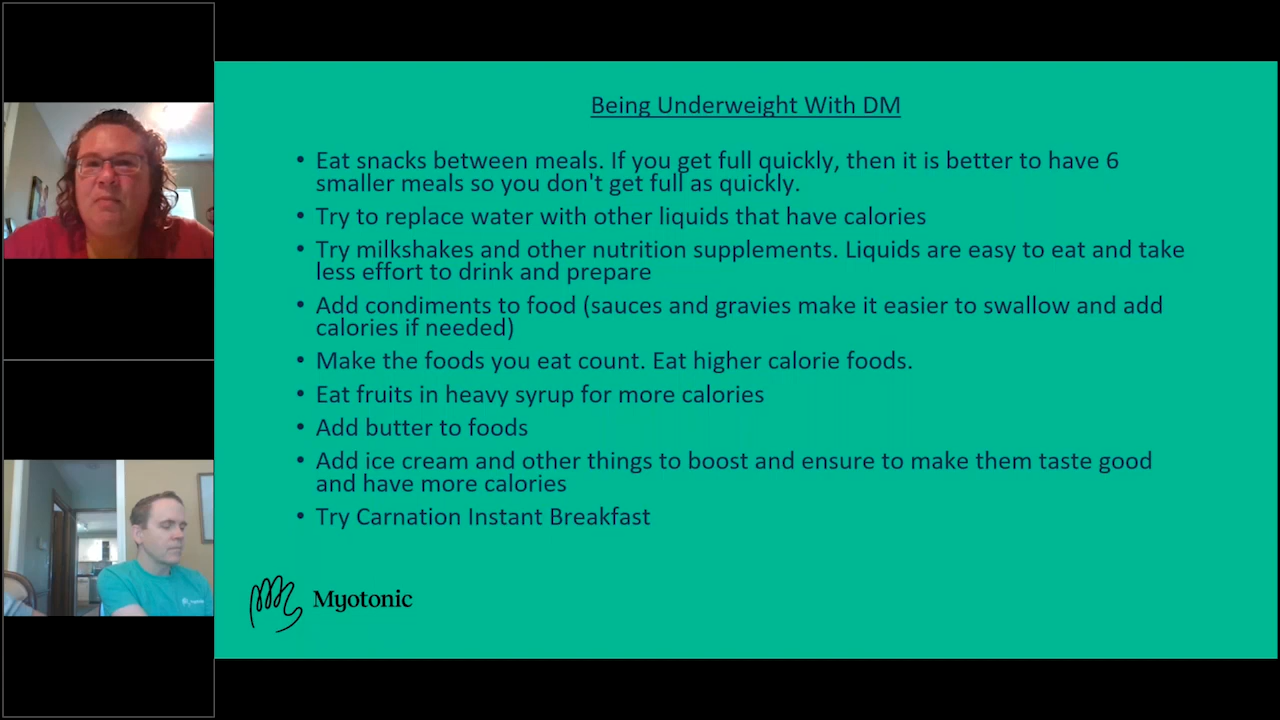 Being Underweight With DM
• Eat snacks between meals. If you get full quickly, then it is better to have 6
smaller meals so you don't get full as quickly.
• Try to replace water with other liquids that have calories
• Try milkshakes and other nutrition supplements. Liquids are easy to eat and take
less effort to drink and prepare
• Add condiments to food (sauces and gravies make it easier to swallow and add
calories if needed)
• Make the foods you eat count. Eat higher calorie foods.
• Eat fruits in heavy syrup for more calories
• Add butter to foods
• Add ice cream and other things to boost and ensure to make them taste good
and have more calories
• Try Carnation Instant Breakfast
Myotonic